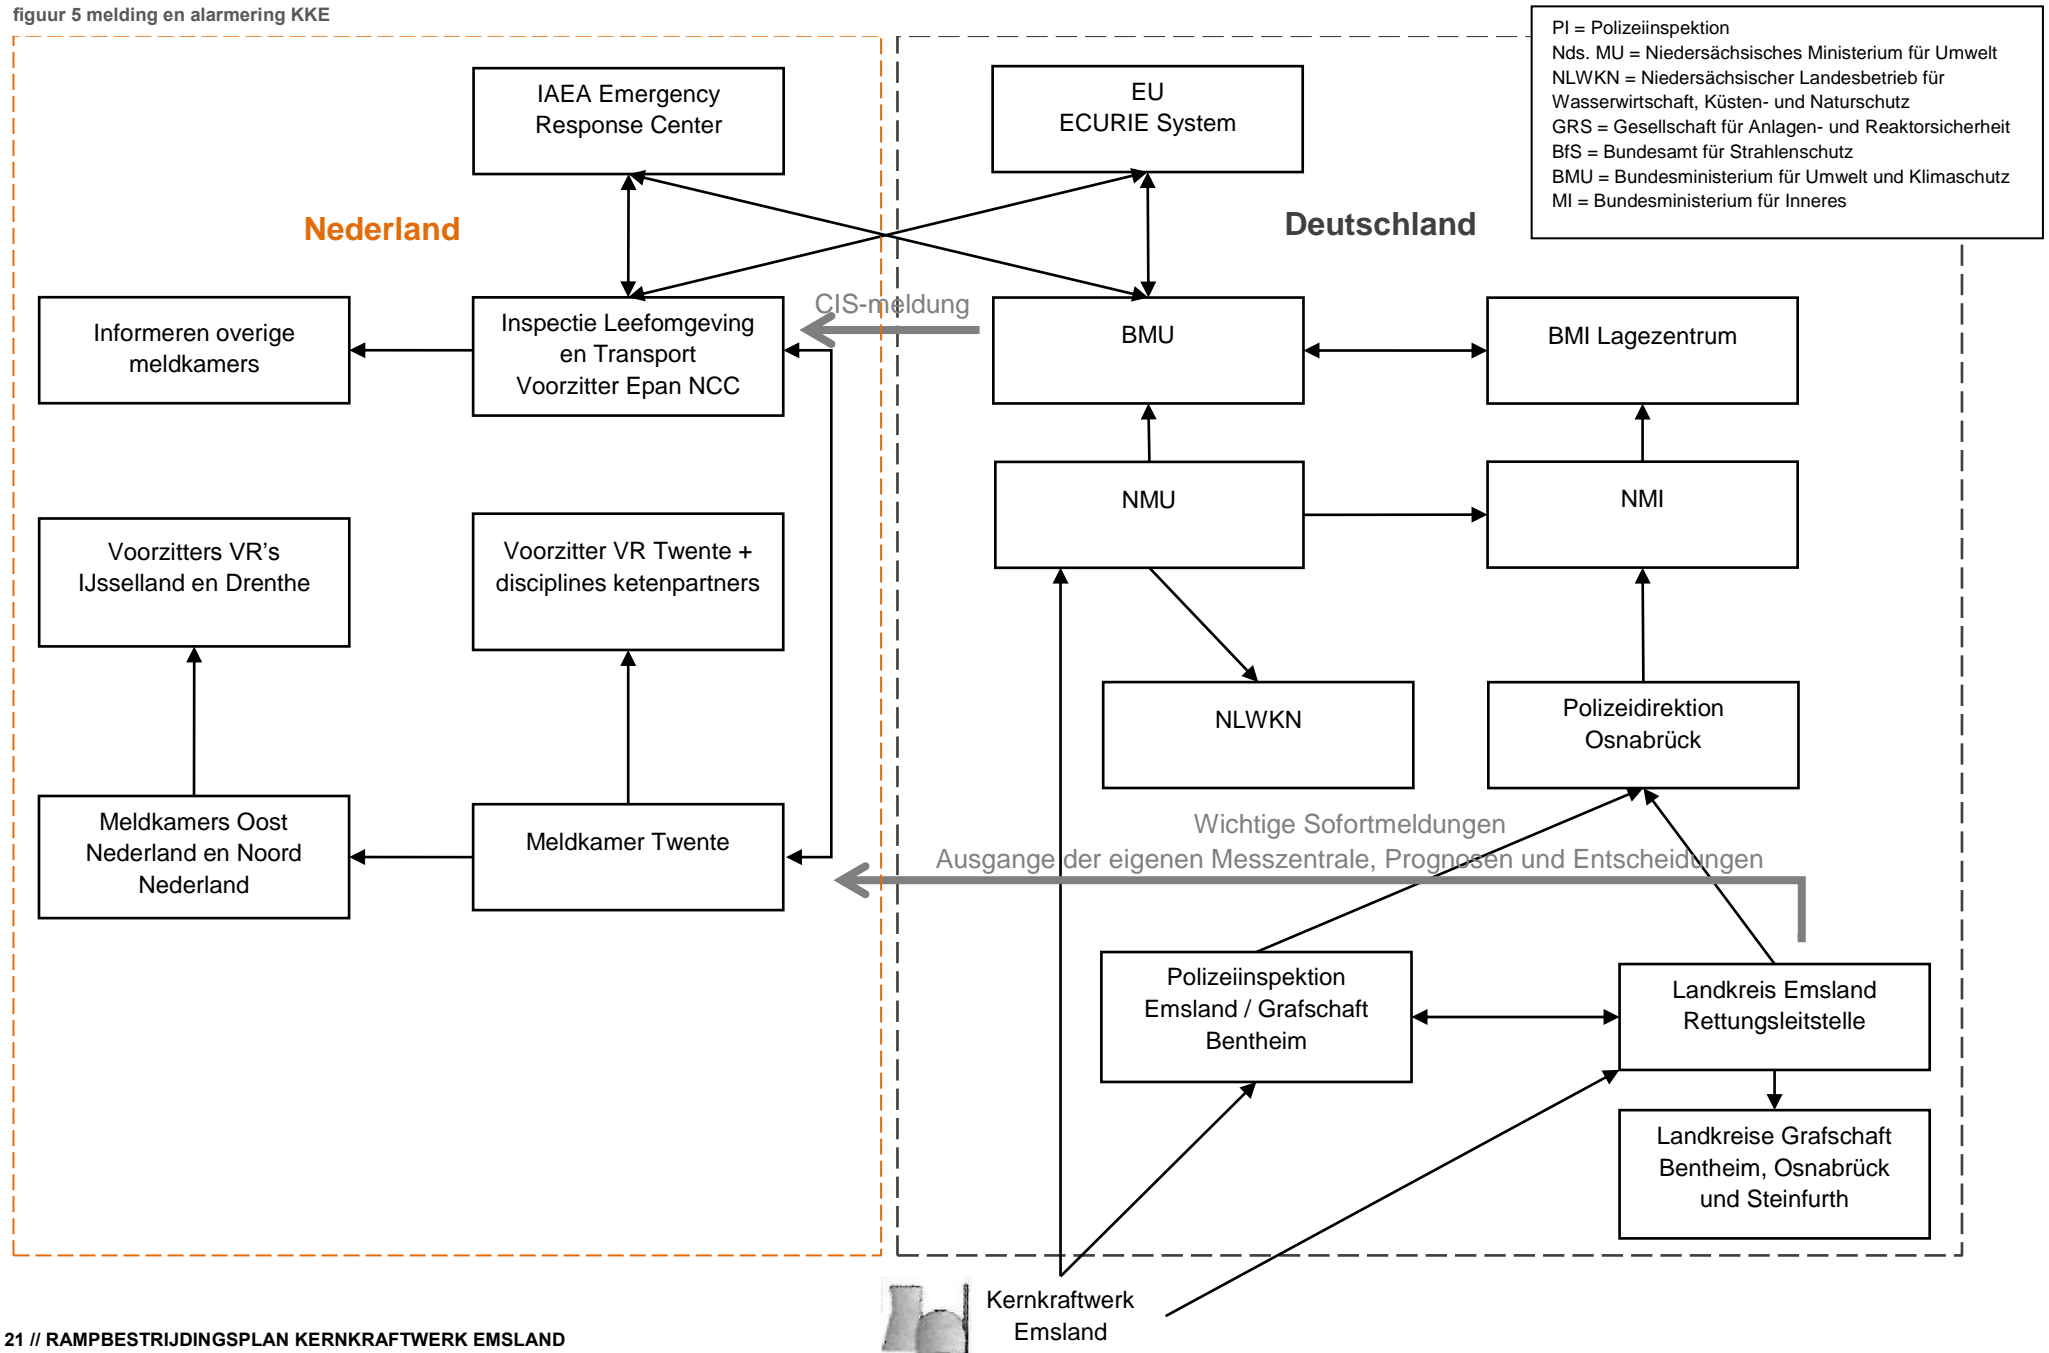 figuur 5 melding en alarmering KKE
PI = Polizeiinspektion
Nds. MU = Niedersächsisches Ministerium für Umwelt
NLWKN = Niedersächsischer Landesbetrieb für
Wasserwirtschaft, Küsten- und Naturschutz
GRS = Gesellschaft für Anlagen- und Reaktorsicherheit
BfS = Bundesamt für Strahlenschutz
BMU = Bundesministerium für Umwelt und Klimaschutz
MI = Bundesministerium für Inneres
IAEA Emergency
Response Center
EU
ECURIE System
Nederland
Deutschland
CIS-meldung
Informeren overige
meldkamers
Inspectie Leefomgeving
en Transport
Voorzitter Epan NCC
BMU
BMI Lagezentrum
NMU
NMI
Voorzitters VR’s
IJsselland en Drenthe
Voorzitter VR Twente +
disciplines ketenpartners
NLWKN
Polizeidirektion
Osnabrück
Meldkamers Oost
Nederland en Noord
Nederland
Meldkamer Twente
Wichtige Sofortmeldungen
Ausgange der eigenen Messzentrale, Prognosen und Entscheidungen
Polizeiinspektion
Emsland / Grafschaft
Bentheim
Landkreis Emsland
Rettungsleitstelle
Landkreise Grafschaft
Bentheim, Osnabrück
und Steinfurth
Kernkraftwerk
Emsland
21 // RAMPBESTRIJDINGSPLAN KERNKRAFTWERK EMSLAND